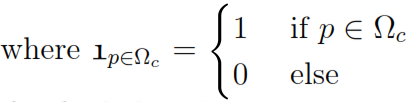 where 𝟏_{p∈Ω_c} = { 1 if p ∈ Ω_c
0 else